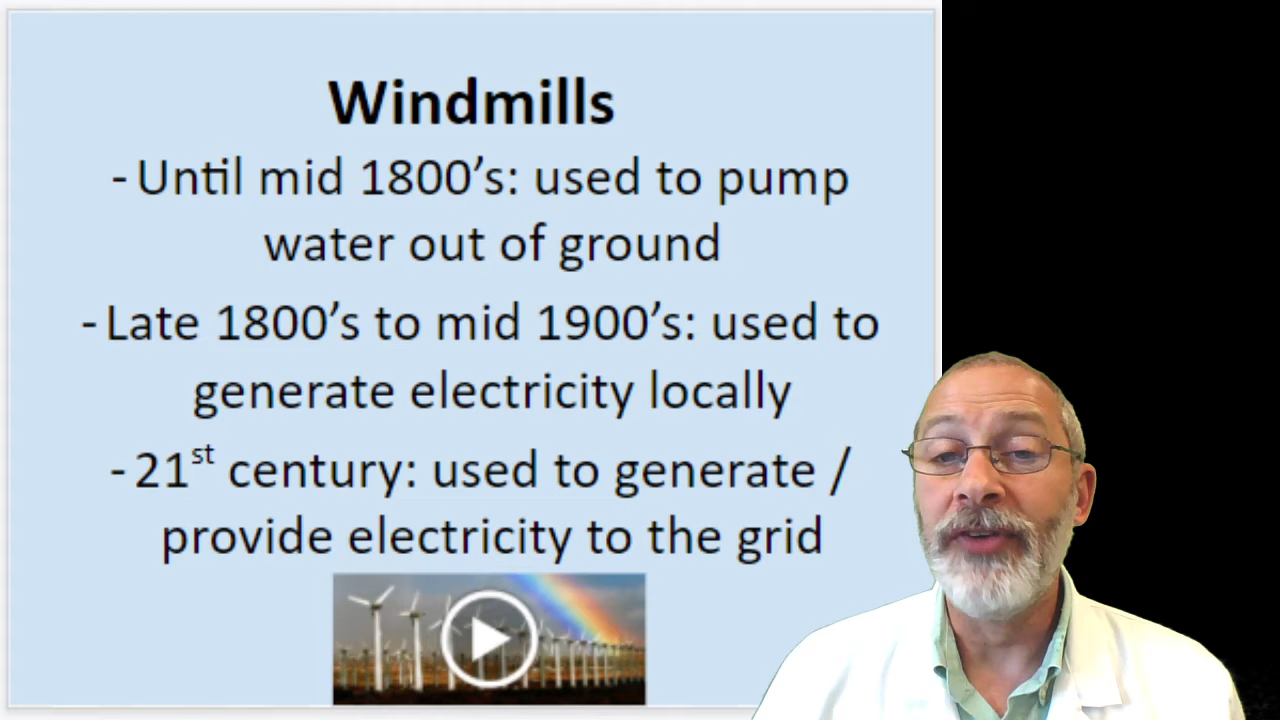 Windmills
- Until mid 1800’s: used to pump
water out of ground
- Late 1800’s to mid 1900’s: used to
generate electricity locally
- 21st century: used to generate /
provide electricity to the grid